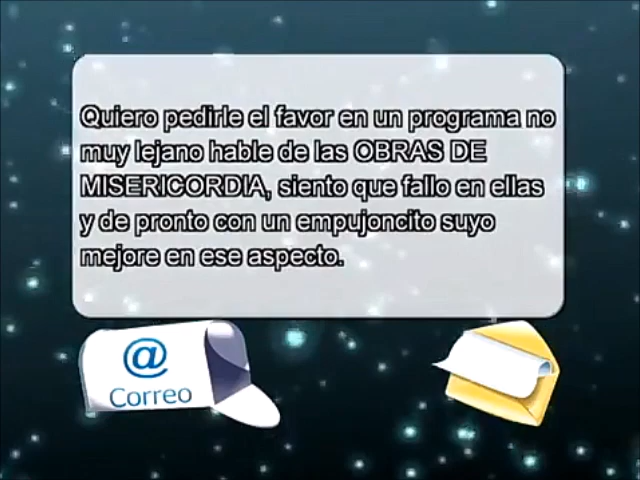 Quiero pedirle el favor en un programa no
muy lejano hable de las OBRAS DE
MISERICORDIA, siento que fallo en ellas
y de pronto con un empujoncito suyo
mejore en ese aspecto.
@
Correo